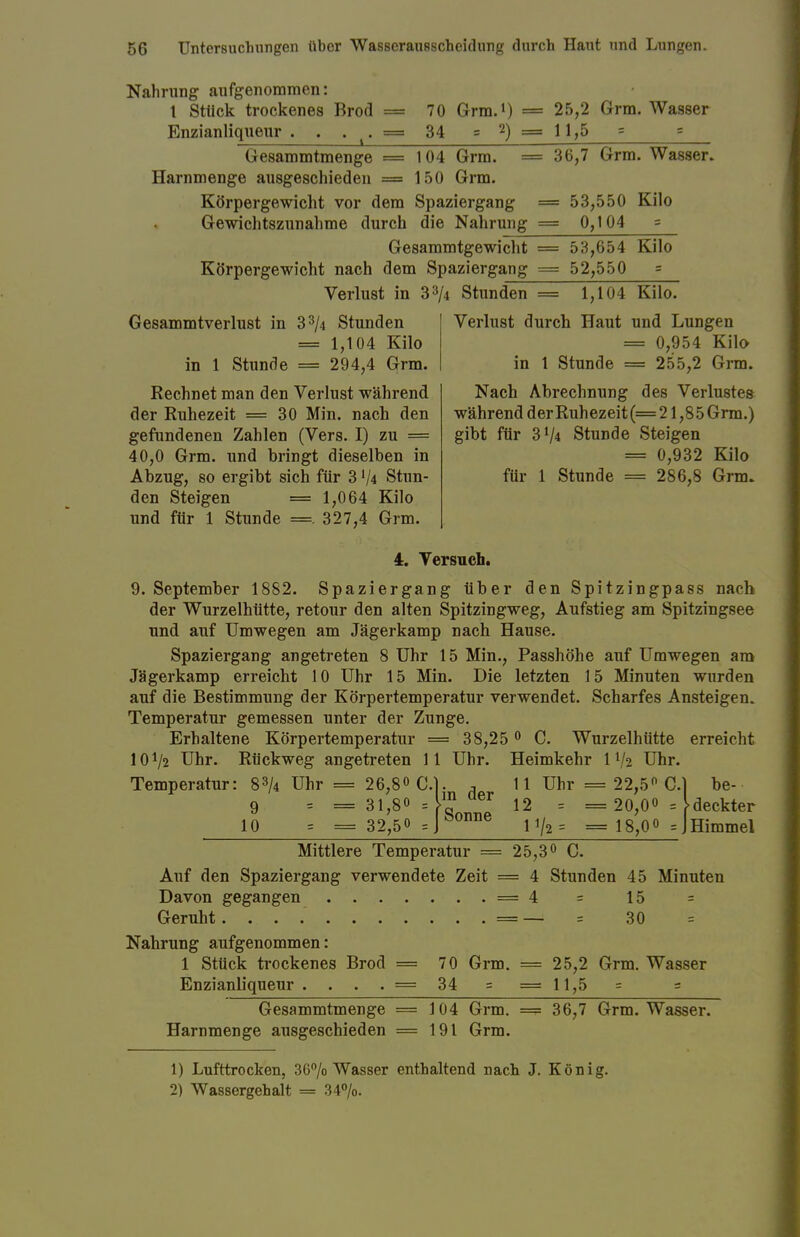 56 Untersuchungen über Wasserausscheidung durch Haut und Lungen.
Nahrung aufgenommen:
1 Stück trockenes Brod = 70 Grm.¹) = 25,2 Grm. Wasser
Enzianliqueur . . . . = 34 = ²) = 11,5 = =
Gesammtmenge = 104 Grm. = 36,7 Grm. Wasser.
Harnmenge ausgeschieden = 150 Grm.
Körpergewicht vor dem Spaziergang = 53,550 Kilo
Gewichtszunahme durch die Nahrung = 0,104 =
Gesammtgewicht = 53,654 Kilo
Körpergewicht nach dem Spaziergang = 52,550 =
Verlust in 3³/₄ Stunden = 1,104 Kilo.
Gesammtverlust in 3³/₄ Stunden
= 1,104 Kilo
in 1 Stunde = 294,4 Grm.
Rechnet man den Verlust während
der Ruhezeit = 30 Min. nach den
gefundenen Zahlen (Vers. I) zu =
40,0 Grm. und bringt dieselben in
Abzug, so ergibt sich für 3¹/₄ Stun-
den Steigen = 1,064 Kilo
und für 1 Stunde = 327,4 Grm.
Verlust durch Haut und Lungen
= 0,954 Kilo
in 1 Stunde = 255,2 Grm.
Nach Abrechnung des Verlustes
während der Ruhezeit (= 21,85 Grm.)
gibt für 3¹/₄ Stunde Steigen
= 0,932 Kilo
für 1 Stunde = 286,8 Grm.
4. Versuch.
9. September 1882. Spaziergang über den Spitzingpass nach
der Wurzelhütte, retour den alten Spitzingweg, Aufstieg am Spitzingsee
und auf Umwegen am Jägerkamp nach Hause.
Spaziergang angetreten 8 Uhr 15 Min., Passhöhe auf Umwegen am
Jägerkamp erreicht 10 Uhr 15 Min. Die letzten 15 Minuten wurden
auf die Bestimmung der Körpertemperatur verwendet. Scharfes Ansteigen.
Temperatur gemessen unter der Zunge.
Erhaltene Körpertemperatur = 38,25⁰ C. Wurzelhütte erreicht
10¹/₂ Uhr. Rückweg angetreten 11 Uhr. Heimkehr 1¹/₂ Uhr.
Temperatur: 8³/₄ Uhr = 26,8⁰ C. } in der 11 Uhr = 22,5⁰ C. } be-
9 = = 31,8⁰ = } Sonne 12 = = 20,0⁰ = } deckter
10 = = 32,5⁰ = } 1¹/₂ = = 18,0⁰ = } Himmel
Mittlere Temperatur = 25,3⁰ C.
Auf den Spaziergang verwendete Zeit = 4 Stunden 45 Minuten
Davon gegangen . . . . . . . = 4 = 15 =
Geruht . . . . . . . . . . . = — = 30 =
Nahrung aufgenommen:
1 Stück trockenes Brod = 70 Grm. = 25,2 Grm. Wasser
Enzianliqueur . . . . = 34 = = 11,5 = =
Gesammtmenge = 104 Grm. = 36,7 Grm. Wasser.
Harnmenge ausgeschieden = 191 Grm.
1) Lufttrocken, 36⁰/₀ Wasser enthaltend nach J. König.
2) Wassergehalt = 34⁰/₀.